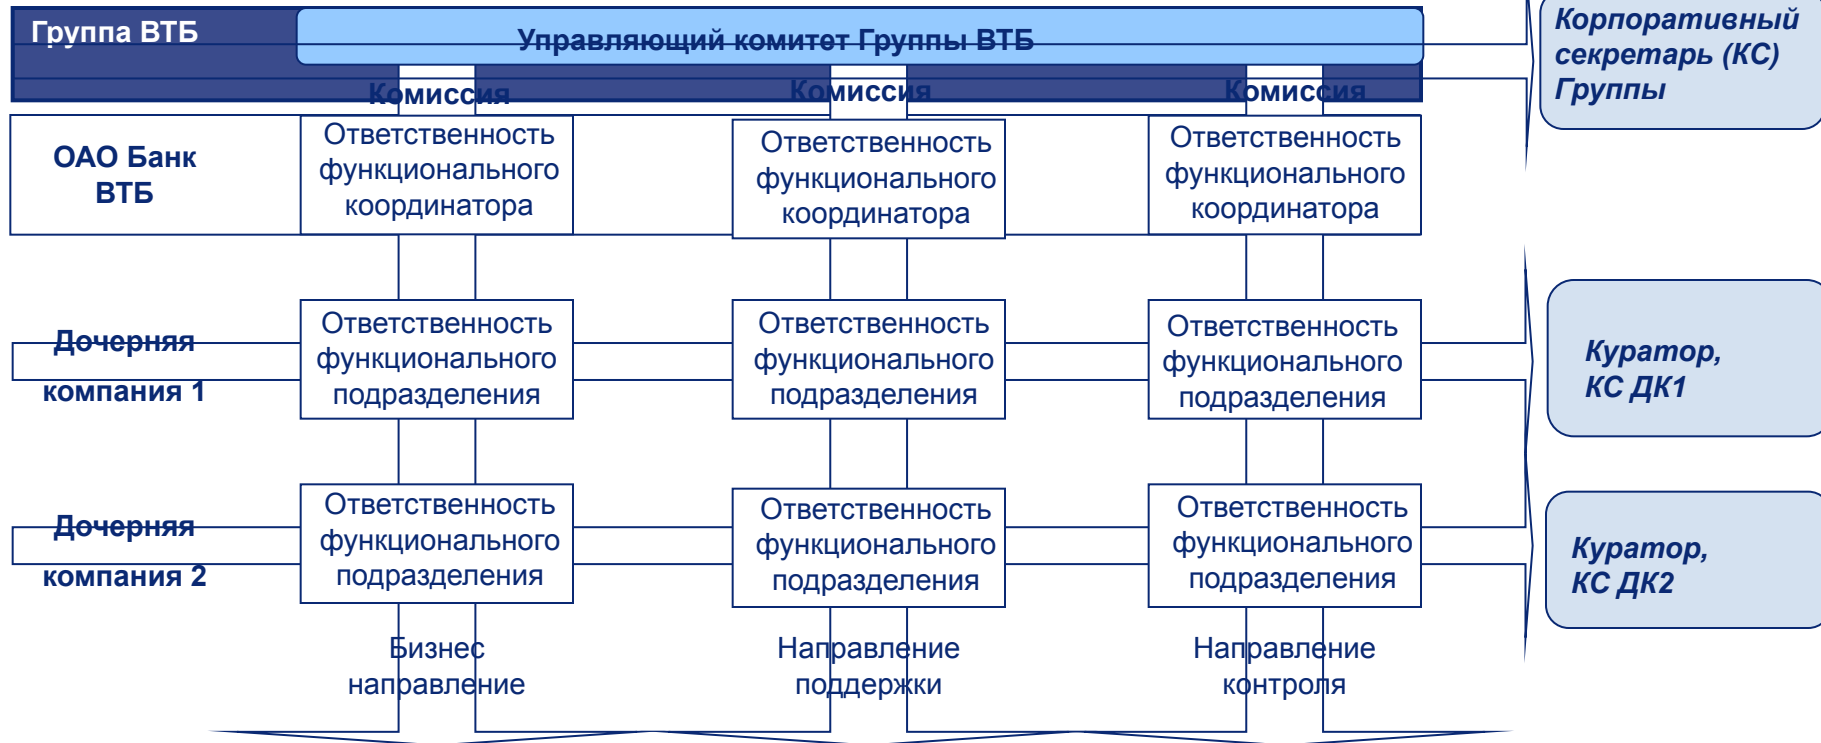 Группа ВТБ
Управляющий комитет Группы ВТБ
Корпоративный
секретарь (КС)
Группы
Комиссия
Комиссия
Комиссия
ОАО Банк
ВТБ
Ответственность
функционального
координатора
Ответственность
функционального
координатора
Ответственность
функционального
координатора
Дочерняя
компания 1
Ответственность
функционального
подразделения
Ответственность
функционального
подразделения
Ответственность
функционального
подразделения
Куратор,
КС ДК1
Дочерняя
компания 2
Ответственность
функционального
подразделения
Ответственность
функционального
подразделения
Ответственность
функционального
подразделения
Куратор,
КС ДК2
Бизнес
направление
Направление
поддержки
Направление
контроля